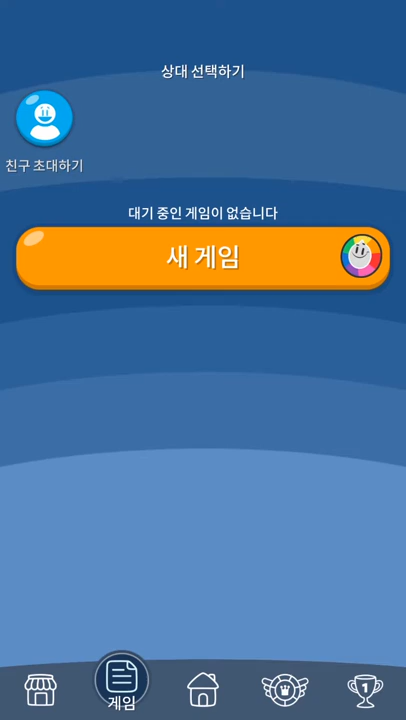 상대 선택하기
친구 초대하기
대기 중인 게임이 없습니다
새 게임
게임
1